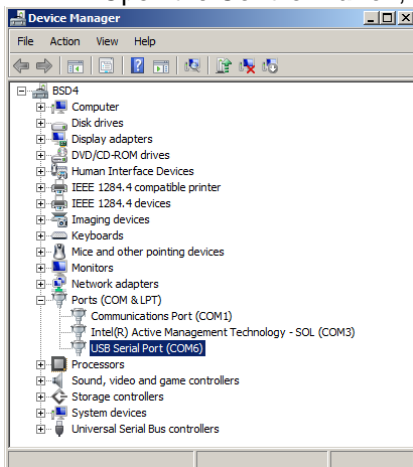 Device Manager
File Action View Help
BSD4
Computer
Disk drives
Display adapters
DVD/CD-ROM drives
Human Interface Devices
IEEE 1284.4 compatible printer
IEEE 1284.4 devices
Imaging devices
Keyboards
Mice and other pointing devices
Monitors
Network adapters
Ports (COM & LPT)
Communications Port (COM1)
Intel(R) Active Management Technology - SOL (COM3)
USB Serial Port (COM6)
Processors
Sound, video and game controllers
Storage controllers
System devices
Universal Serial Bus controllers